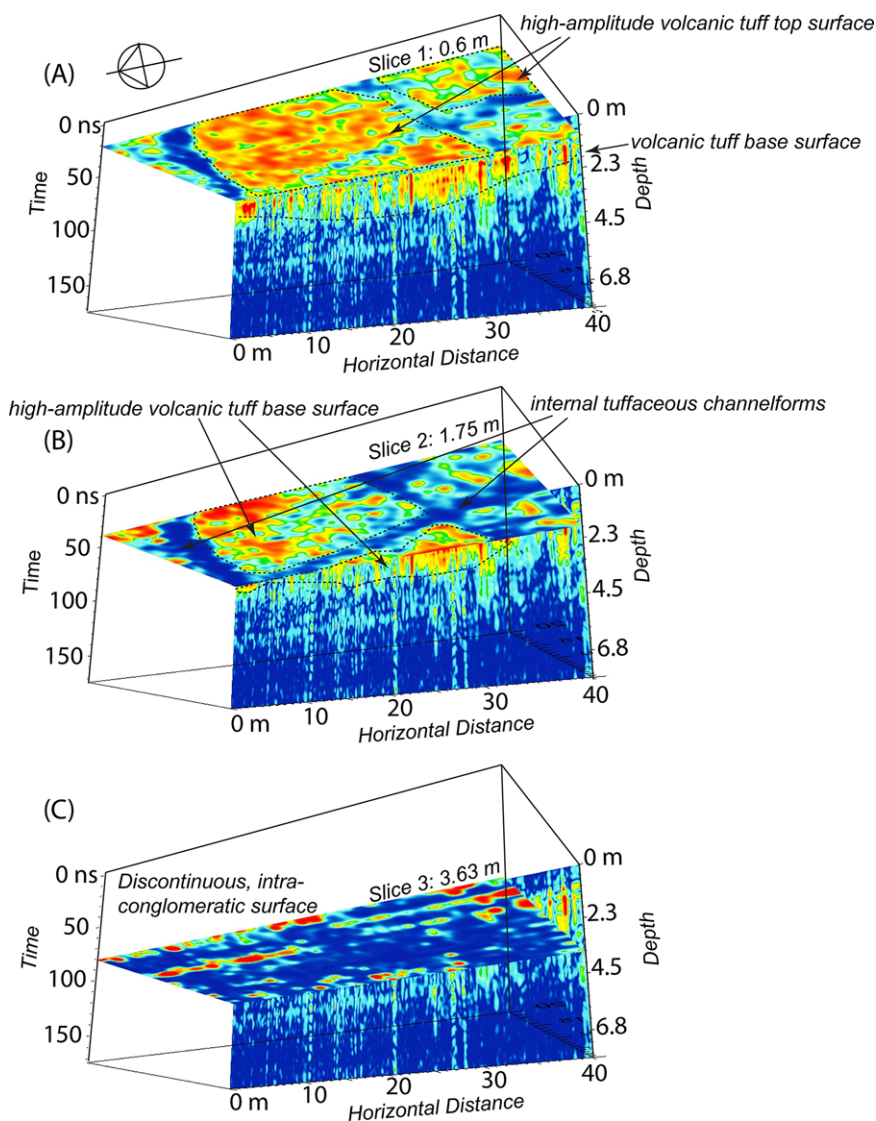 high-amplitude volcanic tuff top surface
(A)
Slice 1: 0.6 m
0 ns
50
100
150
Time
0 m
2.3
4.5
6.8
Depth
volcanic tuff base surface
0 m
10
20
30
40
Horizontal Distance
high-amplitude volcanic tuff base surface
internal tuffaceous channelforms
(B)
Slice 2: 1.75 m
0 ns
50
100
150
Time
0 m
2.3
4.5
6.8
Depth
0 m
10
20
30
40
Horizontal Distance
(C)
Slice 3: 3.63 m
0 ns
Discontinuous, intra-
conglomeratic surface
50
100
150
Time
0 m
2.3
4.5
6.8
Depth
0 m
10
20
30
40
Horizontal Distance